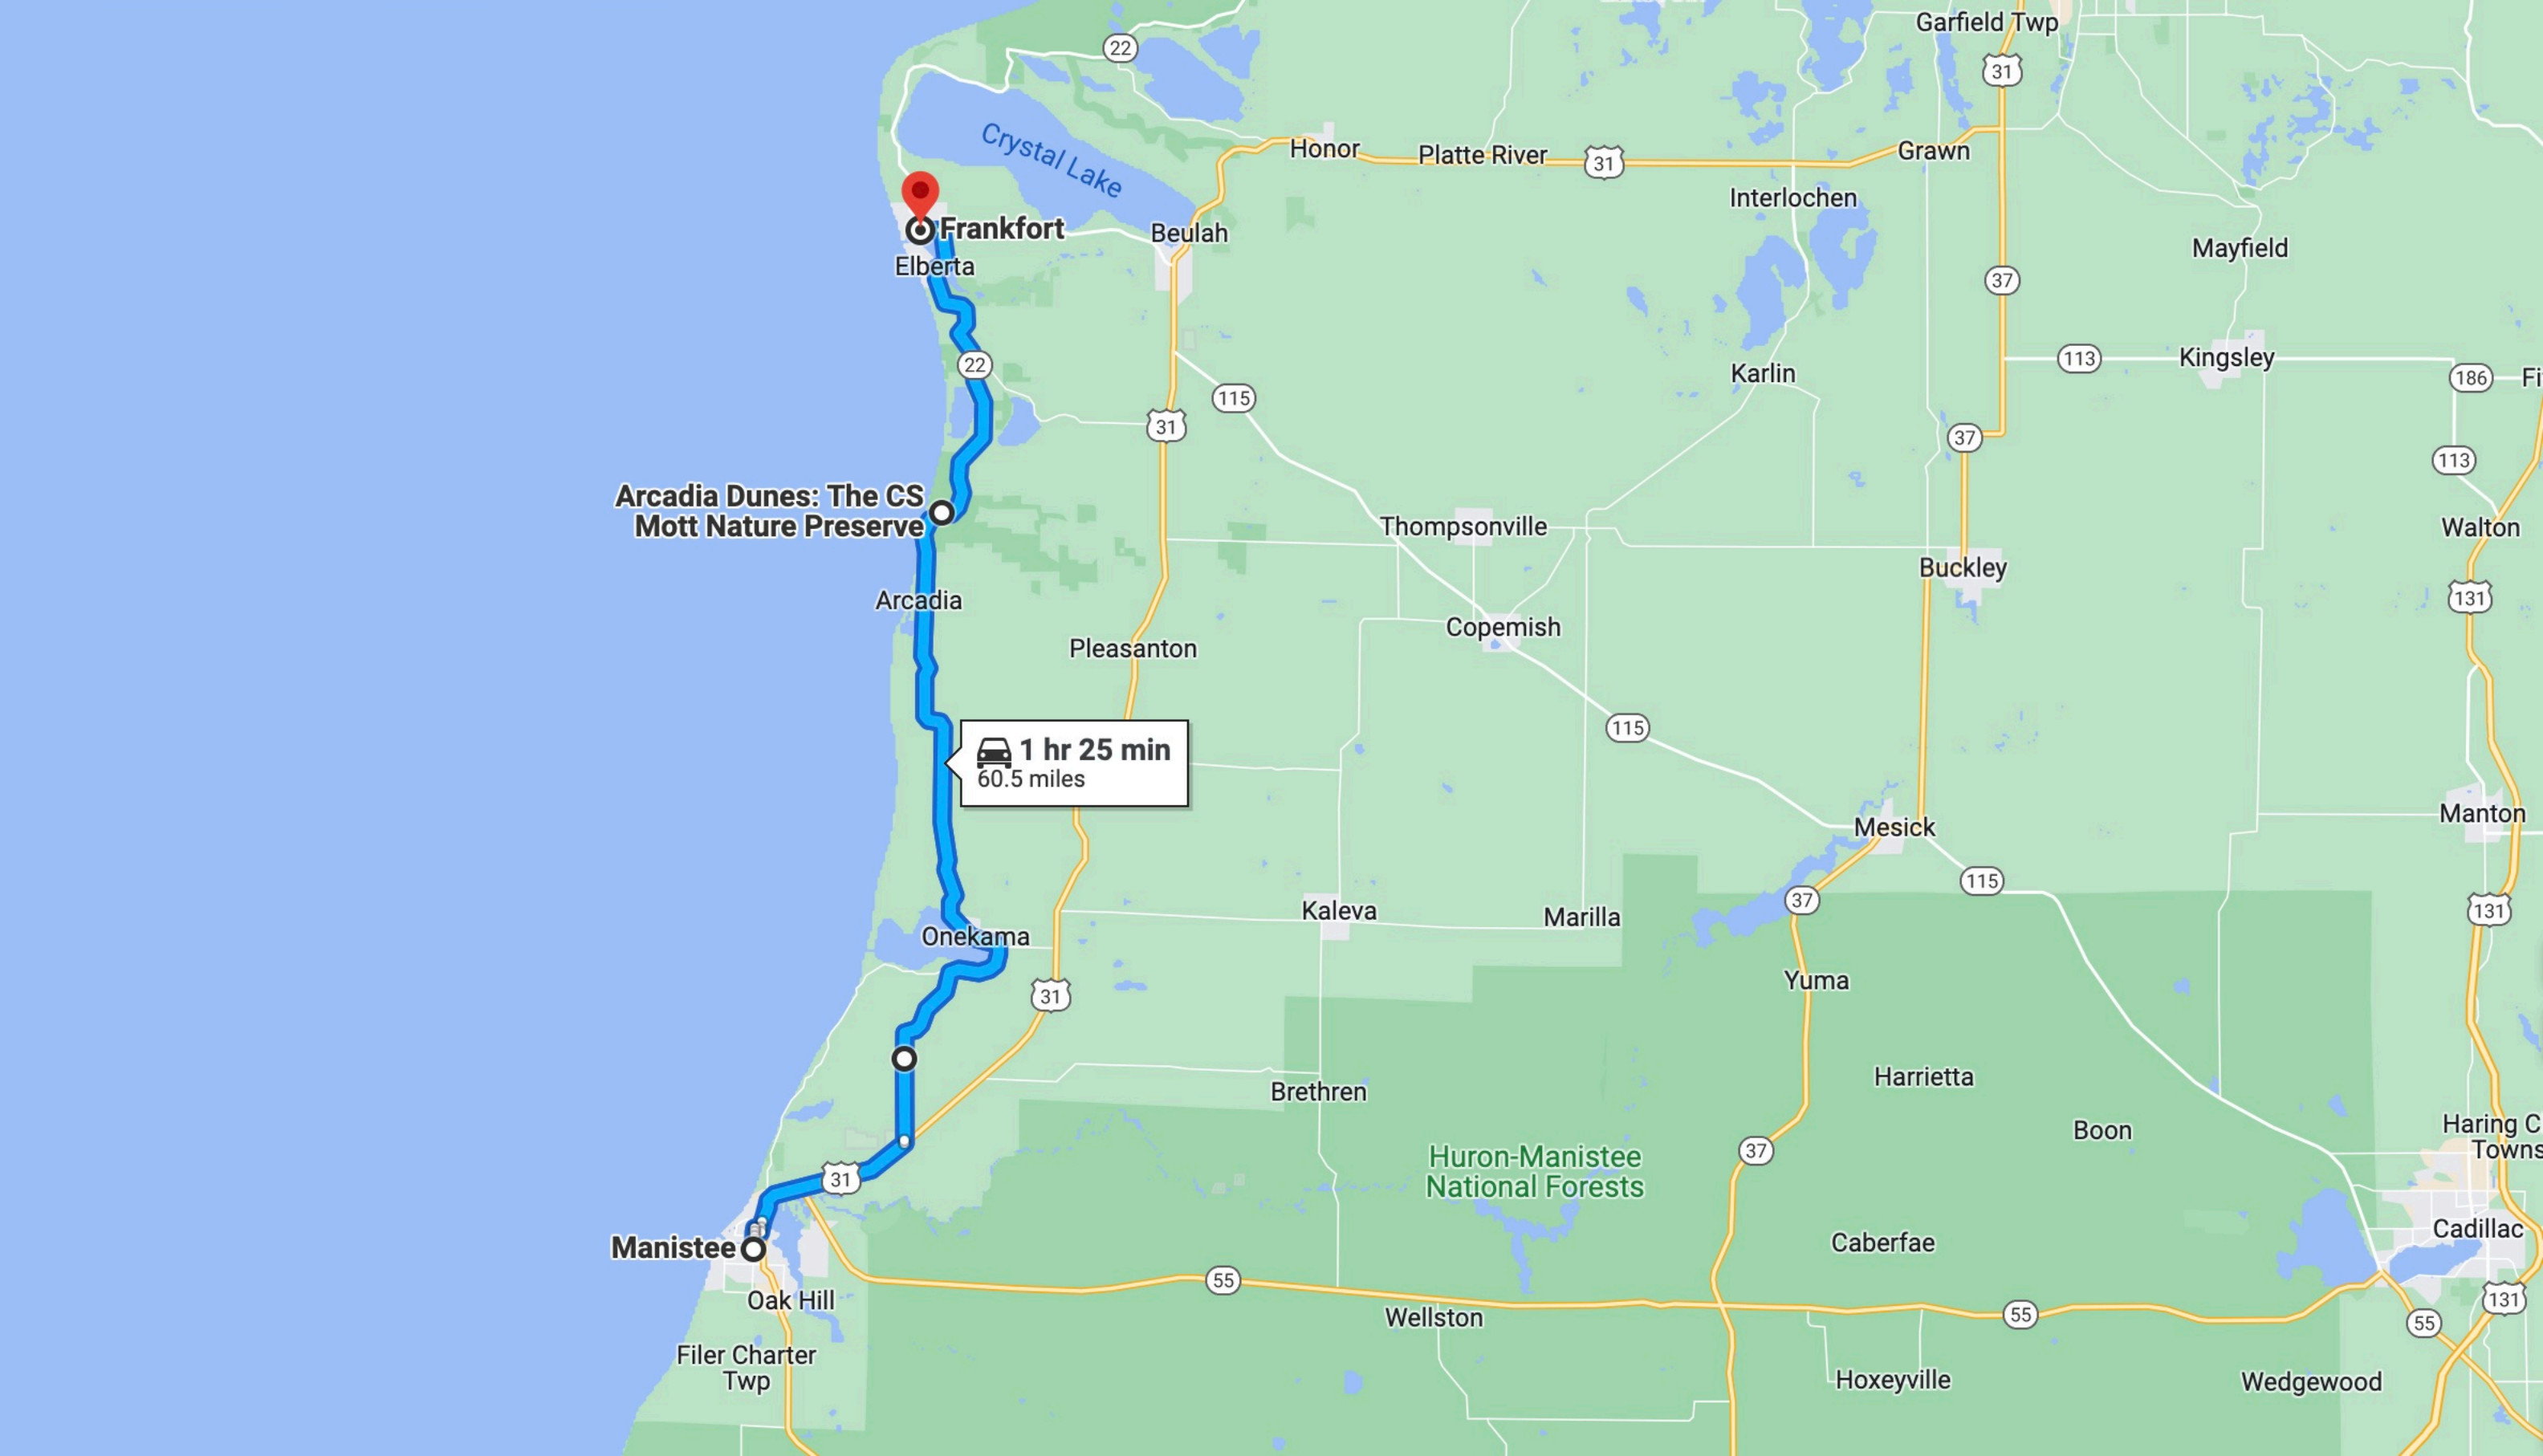 Garfield Twp
22
31
Crystal Lake
Honor
Platte River
31
Grawn
Interlochen
Frankfort
Beulah
Mayfield
Elberta
37
22
113
Kingsley
186
Fi
Karlin
115
31
37
113
Arcadia Dunes: The CS
Mott Nature Preserve
Thompsonville
Walton
Buckley
131
Arcadia
Copemish
Pleasanton
115
1 hr 25 min
60.5 miles
Manton
Mesick
115
37
Kaleva
Marilla
131
Onekama
Yuma
31
Harrietta
Brethren
Boon
Haring C
Towns
37
Huron-Manistee
National Forests
31
Cadillac
Caberfae
Manistee
55
Oak Hill
131
55
Wellston
55
Filer Charter
Twp
Hoxeyville
Wedgewood